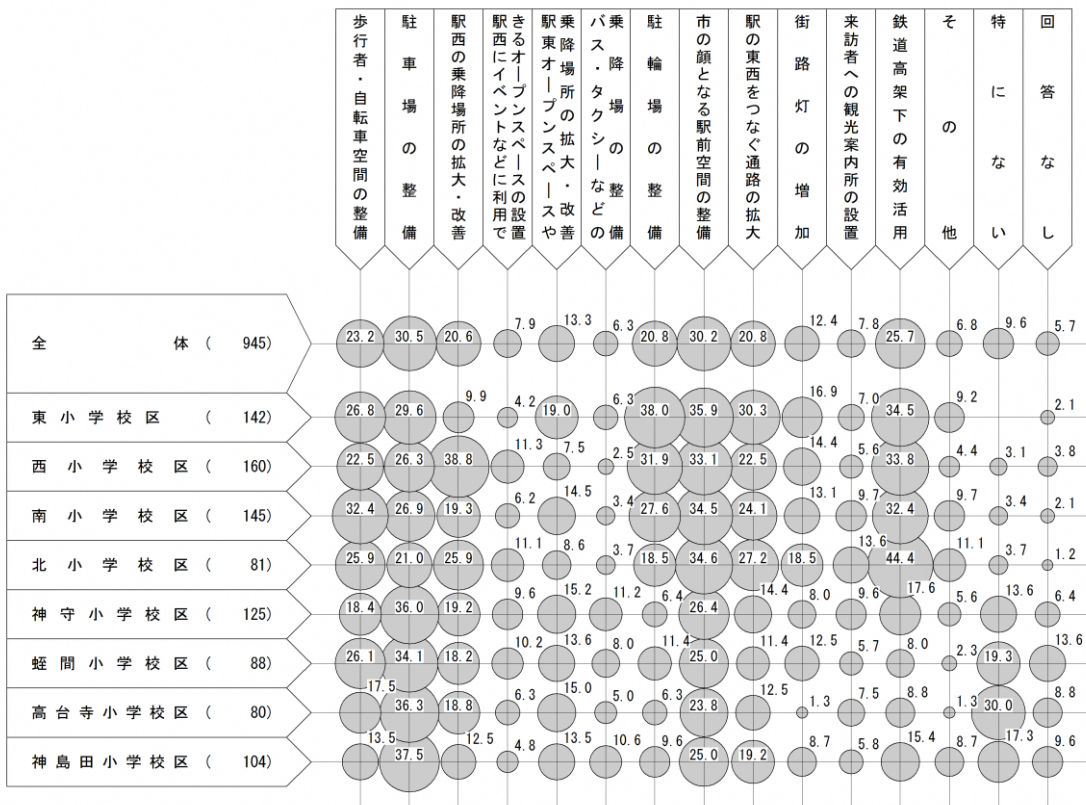 歩行者・自転車空間の整備
駐車場の整備
駅西の乗降場所の拡大・改善
駅西にイベントなどに利用で
きるオープンスペースの設置
駅東オープンスペースや
乗降場所の拡大・改善
バス・タクシーなどの
乗降場の整備
駐輪場の整備
市の顔となる駅前空間の整備
駅の東西をつなぐ通路の拡大
街路灯の増加
来訪者への観光案内所の設置
鉄道高架下の有効活用
その他
特にない
回答なし
全体（945） 23.2 30.5 20.6 7.9 13.3 6.3 20.8 30.2 20.8 12.4 7.8 25.7 6.8 9.6 5.7
東小学校区（142） 26.8 29.6 9.9 4.2 19.0 6.3 38.0 35.9 30.3 16.9 7.0 34.5 9.2 2.1
西小学校区（160） 22.5 26.3 38.8 11.3 7.5 2.5 31.9 33.1 22.5 14.4 5.6 33.8 4.4 3.1 3.8
南小学校区（145） 32.4 26.9 19.3 6.2 14.5 3.4 27.6 34.5 24.1 13.1 9.7 32.4 9.7 3.4 2.1
北小学校区（81） 25.9 21.0 25.9 11.1 8.6 3.7 18.5 34.6 27.2 18.5 13.6 44.4 11.1 3.7 1.2
神守小学校区（125） 18.4 36.0 19.2 9.6 15.2 11.2 6.4 26.4 14.4 8.0 9.6 17.6 5.6 13.6 6.4
蛭間小学校区（88） 26.1 34.1 18.2 10.2 13.6 8.0 11.4 25.0 11.4 12.5 5.7 8.0 2.3 19.3 13.6
高台寺小学校区（80） 17.5 36.3 18.8 6.3 15.0 5.0 6.3 23.8 12.5 1.3 7.5 8.8 1.3 30.0 8.8
神島田小学校区（104） 13.5 37.5 12.5 4.8 13.5 10.6 9.6 25.0 19.2 8.7 5.8 15.4 8.7 17.3 9.6